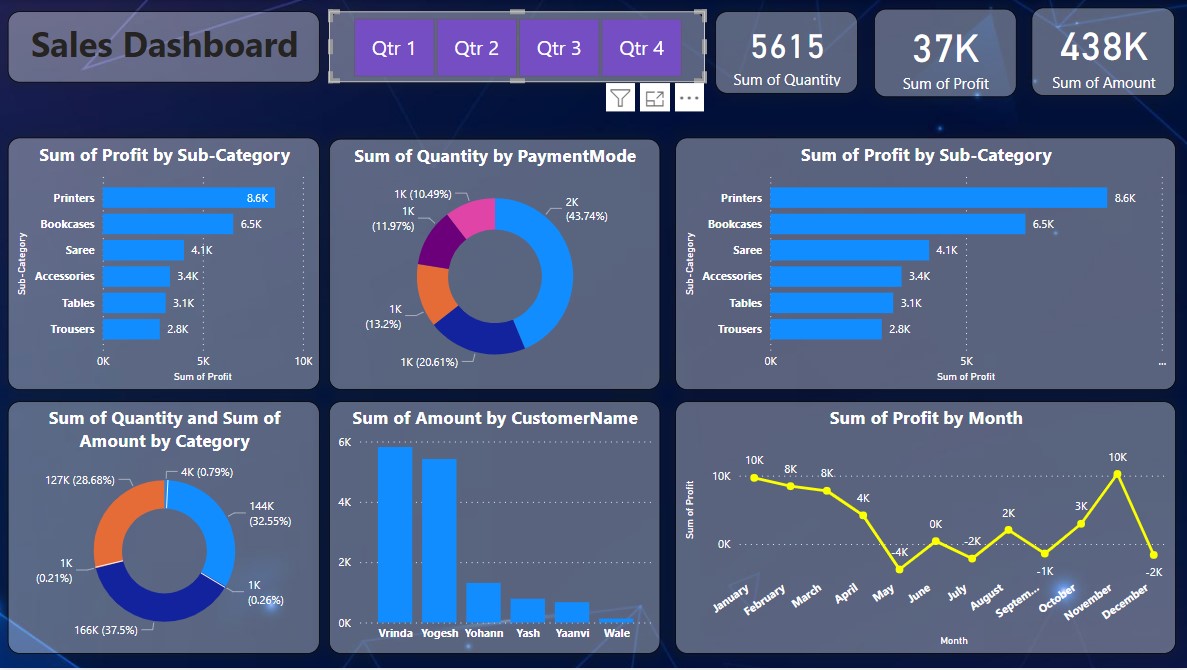 Sales Dashboard
Qtr 1
Qtr 2
Qtr 3
Qtr 4
5615
Sum of Quantity
37K
Sum of Profit
438K
Sum of Amount
Sum of Profit by Sub-Category
Sub-Category
Printers
8.6K
Bookcases
6.5K
Saree
4.1K
Accessories
3.4K
Tables
3.1K
Trousers
2.8K
0K
5K
10K
Sum of Profit
Sum of Quantity by PaymentMode
1K (10.49%)
2K
(43.74%)
1K
(11.97%)
1K
(13.2%)
1K (20.61%)
Sum of Profit by Sub-Category
Sub-Category
Printers
8.6K
Bookcases
6.5K
Saree
4.1K
Accessories
3.4K
Tables
3.1K
Trousers
2.8K
0K
5K
...
Sum of Profit
Sum of Quantity and Sum of
Amount by Category
4K (0.79%)
127K (28.68%)
144K
(32.55%)
1K
(0.21%)
1K
(0.26%)
166K (37.5%)
Sum of Amount by CustomerName
6K
4K
2K
0K
Vrinda
Yogesh
Yohann
Yash
Yaanvi
Wale
Sum of Profit by Month
Sum of Profit
10K
0K
10K
8K
8K
4K
-4K
0K
-2K
2K
-1K
3K
10K
-2K
January
February
March
April
May
June
July
August
Septem...
October
November
December
Month